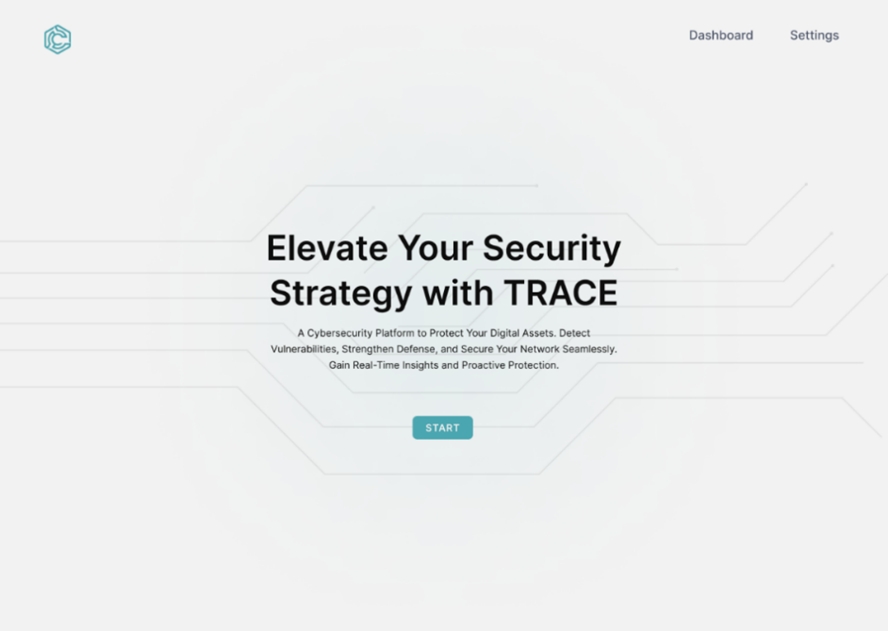 Dashboard Settings
Elevate Your Security
Strategy with TRACE
A Cybersecurity Platform to Protect Your Digital Assets. Detect
Vulnerabilities, Strengthen Defense, and Secure Your Network Seamlessly.
Gain Real-Time Insights and Proactive Protection.
START